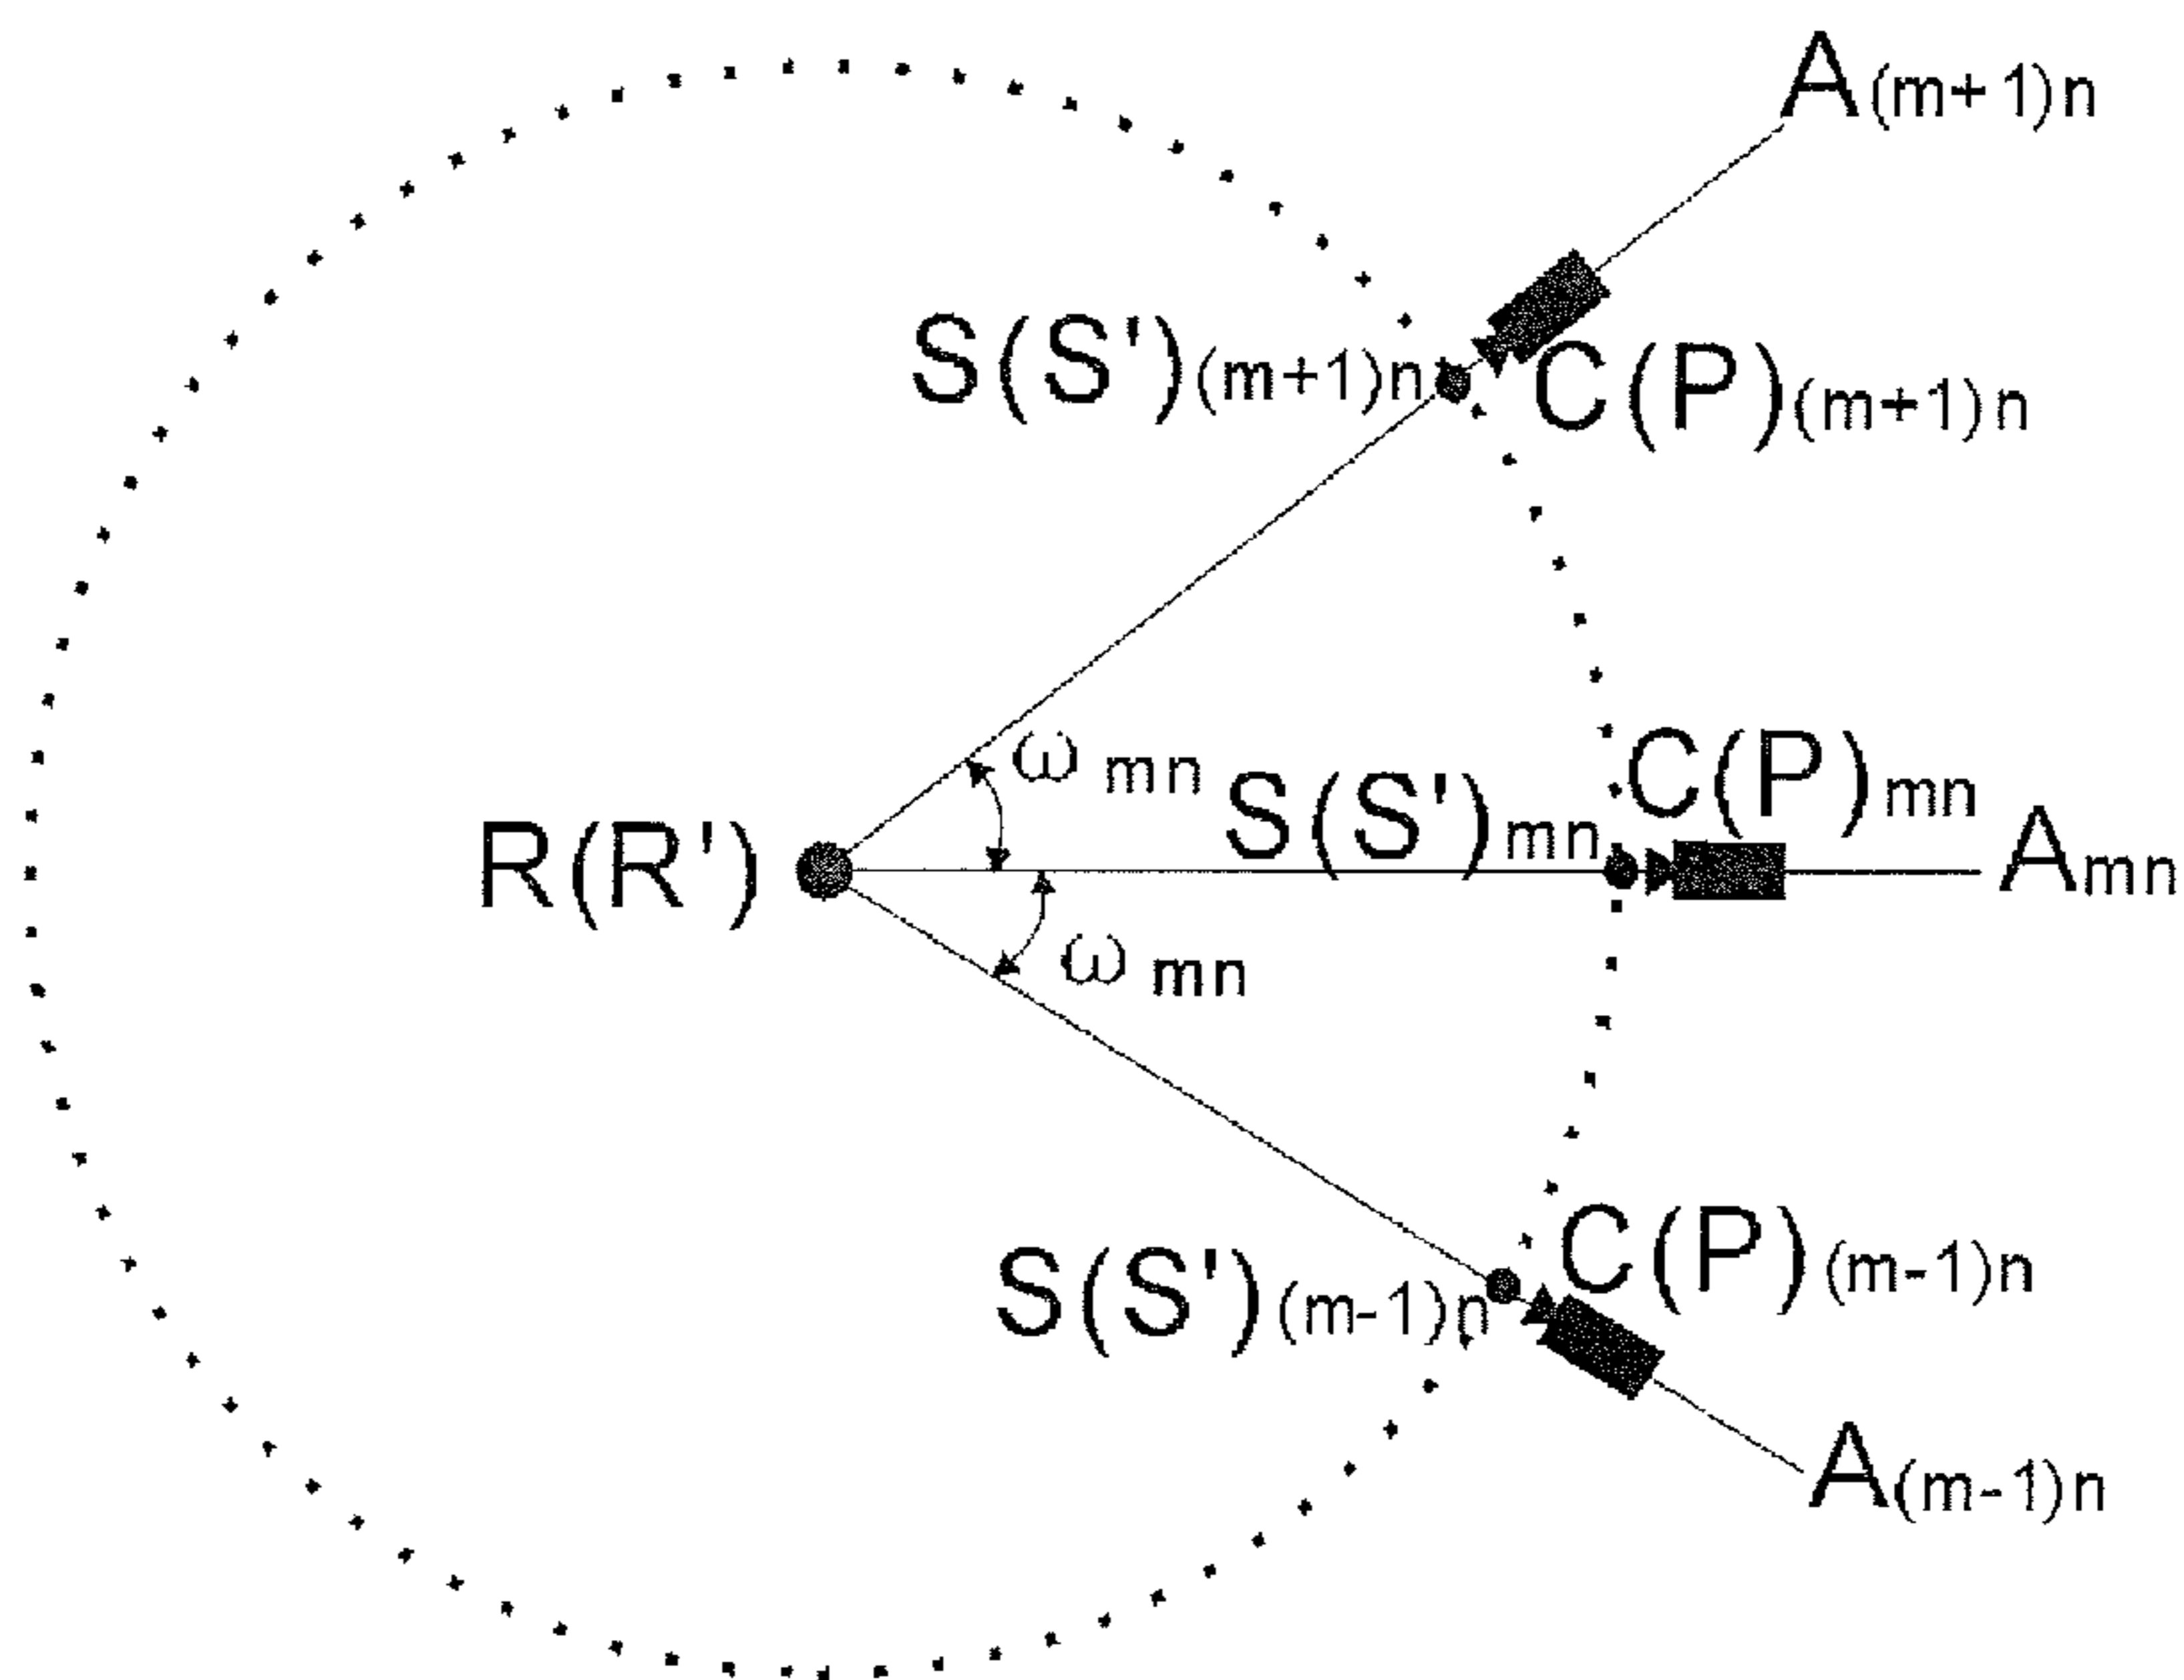 A(m+1)n
S(S')(m+1)n
C(P)(m+1)n
ω mn
C(P)mn
S(S')mn
R(R')
Amn
ω mn
C(P)(m-1)n
S(S')(m-1)n
A(m-1)n